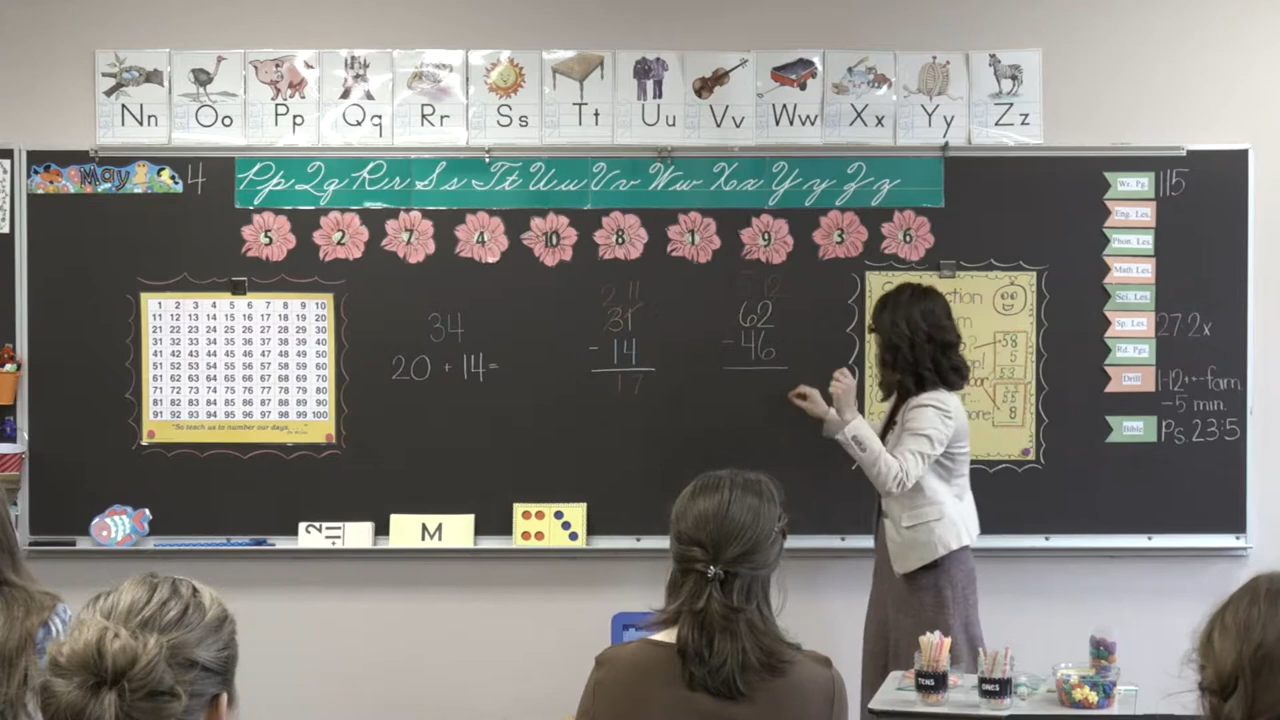 Nn Oo Pp Qq Rr Ss Tt Uu Vv Ww Xx Yy Zz
May 4
Pp Qq Rr Ss Tt Uu Vv Ww Xx Yy Zz
5 2 7 4 10 8 1 9 3 6
1 2 3 4 5 6 7 8 9 10
11 12 13 14 15 16 17 18 19 20
21 22 23 24 25 26 27 28 29 30
31 32 33 34 35 36 37 38 39 40
41 42 43 44 45 46 47 48 49 50
51 52 53 54 55 56 57 58 59 60
61 62 63 64 65 66 67 68 69 70
71 72 73 74 75 76 77 78 79 80
81 82 83 84 85 86 87 88 89 90
91 92 93 94 95 96 97 98 99 100
"So teach us to number our days, . . ."
34
20 + 14 =
2 11
31
- 14
17
5 12
62
- 46
58
5
53
55
8
Wr. Pg. 115
Eng. Les.
Phon. Les.
Math Les.
Sci. Les.
Sp. Les. 27 2x
Rd. Pgs.
Drill 1-12+-fam
-5 min.
Bible Ps. 23:5
+2
11
M
TENS
ONES